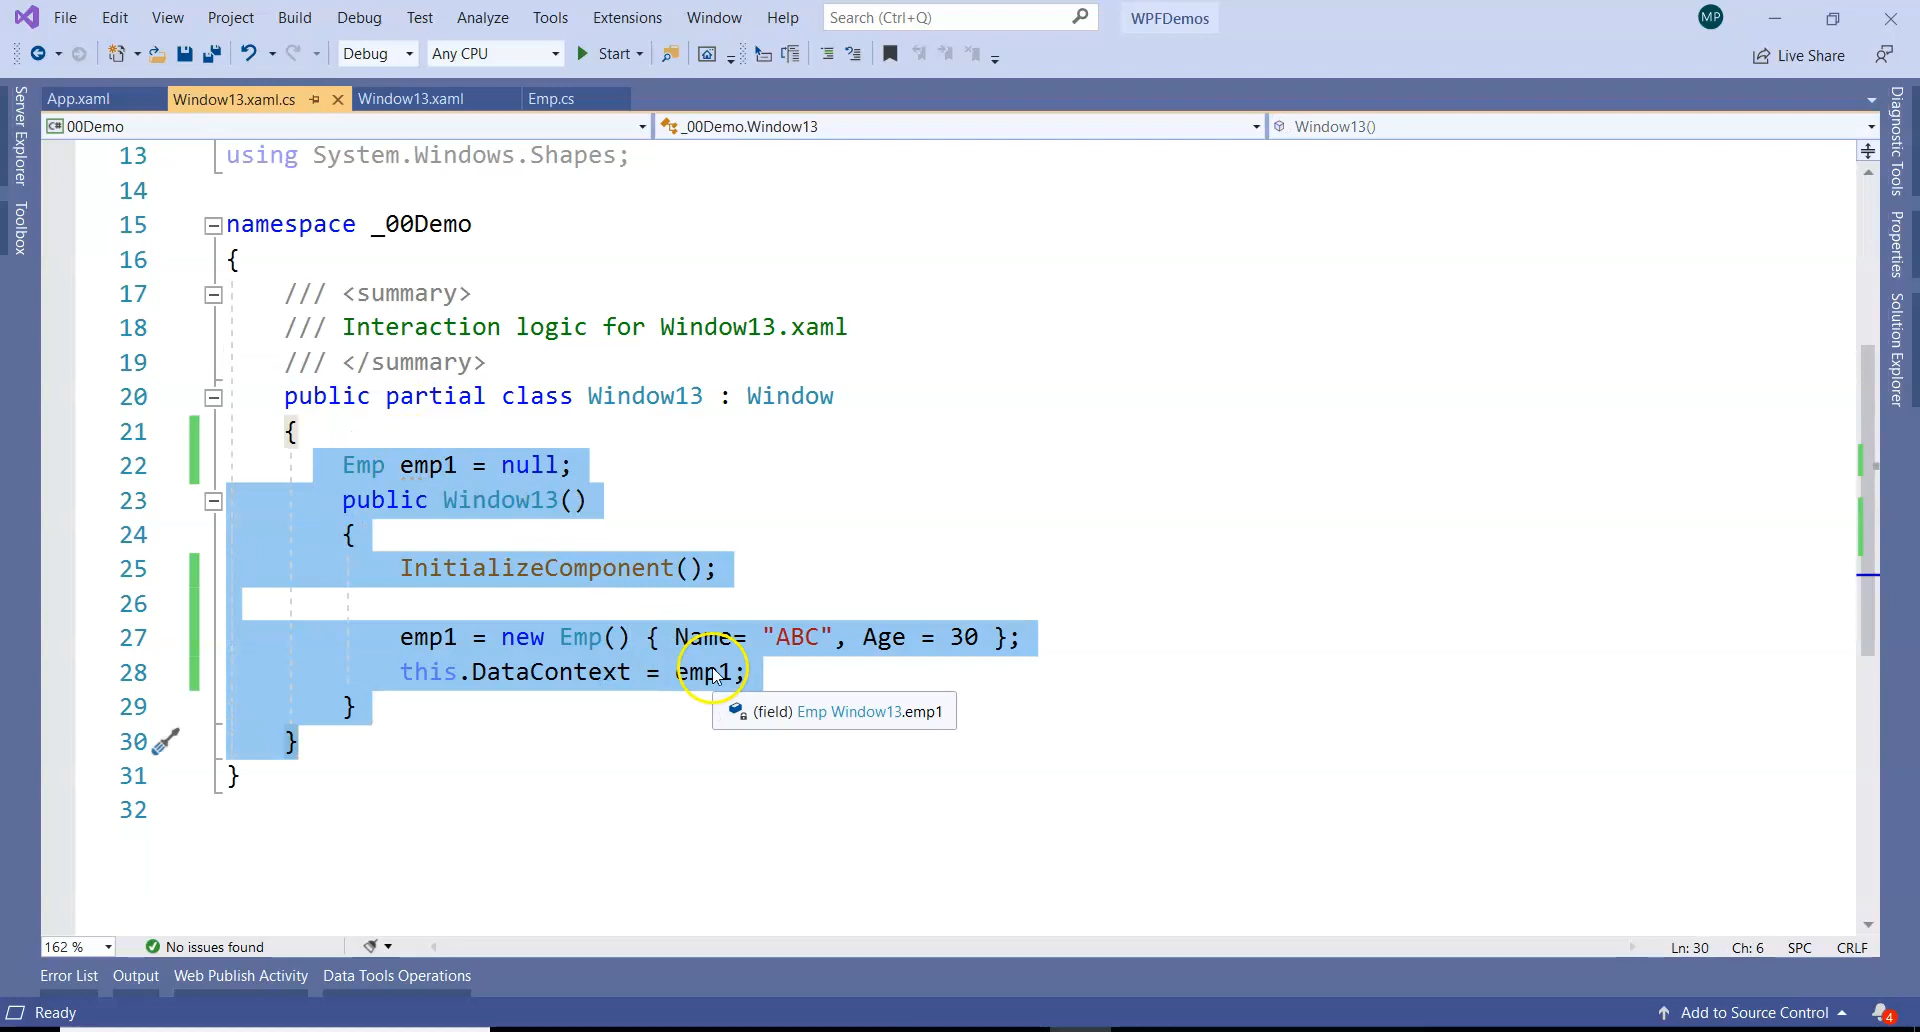 File Edit View Project Build Debug Test Analyze Tools Extensions Window Help Search (Ctrl+Q) WPFDemos MP
Debug Any CPU Start Live Share
App.xaml Window13.xaml.cs Window13.xaml Emp.cs
C# 00Demo _00Demo.Window13 Window13()
Server Explorer
Toolbox
Diagnostic Tools
Properties
Solution Explorer
13 using System.Windows.Shapes;
14
15 namespace _00Demo
16 {
17 /// <summary>
18 /// Interaction logic for Window13.xaml
19 /// </summary>
20 public partial class Window13 : Window
21 {
22 Emp emp1 = null;
23 public Window13()
24 {
25 InitializeComponent();
26
27 emp1 = new Emp() { Name= "ABC", Age = 30 };
28 this.DataContext = emp1;
29 }
(field) Emp Window13.emp1
30 }
31 }
32
162 % No issues found Ln: 30 Ch: 6 SPC CRLF
Error List Output Web Publish Activity Data Tools Operations
Ready Add to Source Control 4